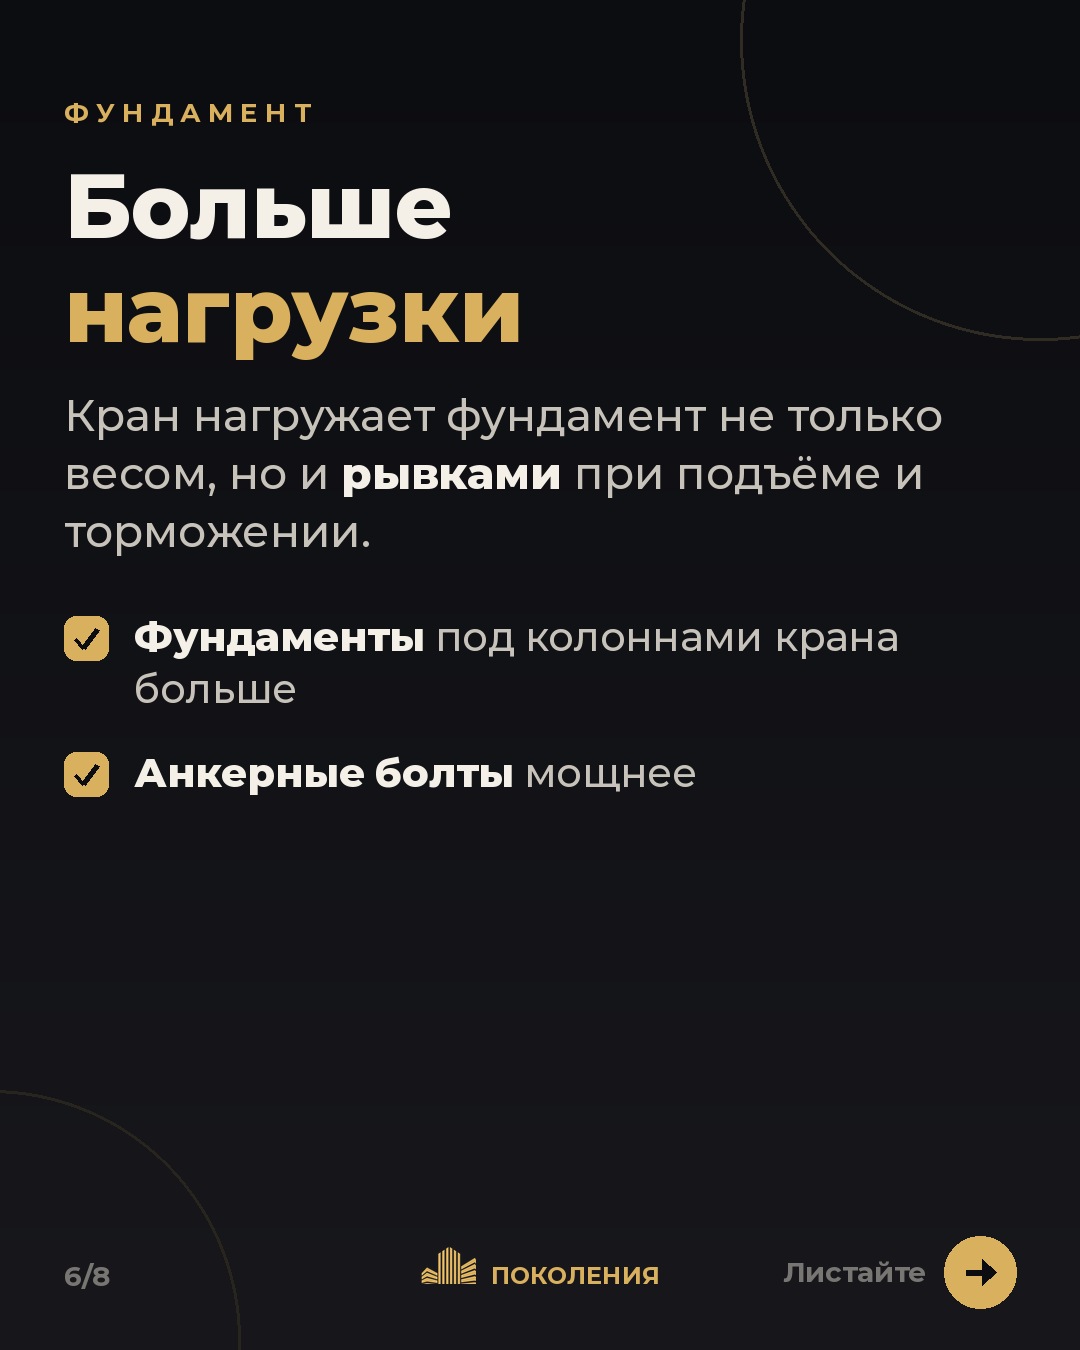 ФУНДАМЕНТ
Больше
нагрузки
Кран нагружает фундамент не только
весом, но и рывками при подъёме и
торможении.
Фундаменты под колоннами крана
больше
Анкерные болты мощнее
6/8
ПОКОЛЕНИЯ
Листайте